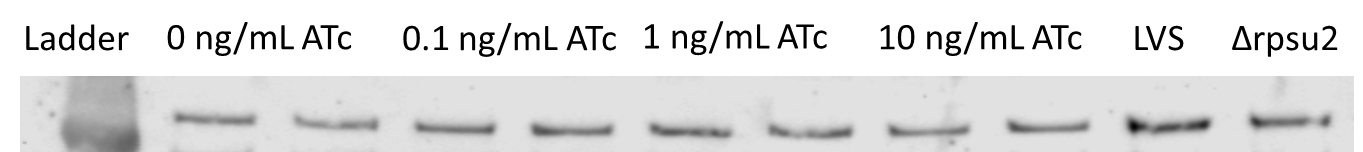 Ladder 0 ng/mL ATc 0.1 ng/mL ATc 1 ng/mL ATc 10 ng/mL ATc LVS Δrpsu2